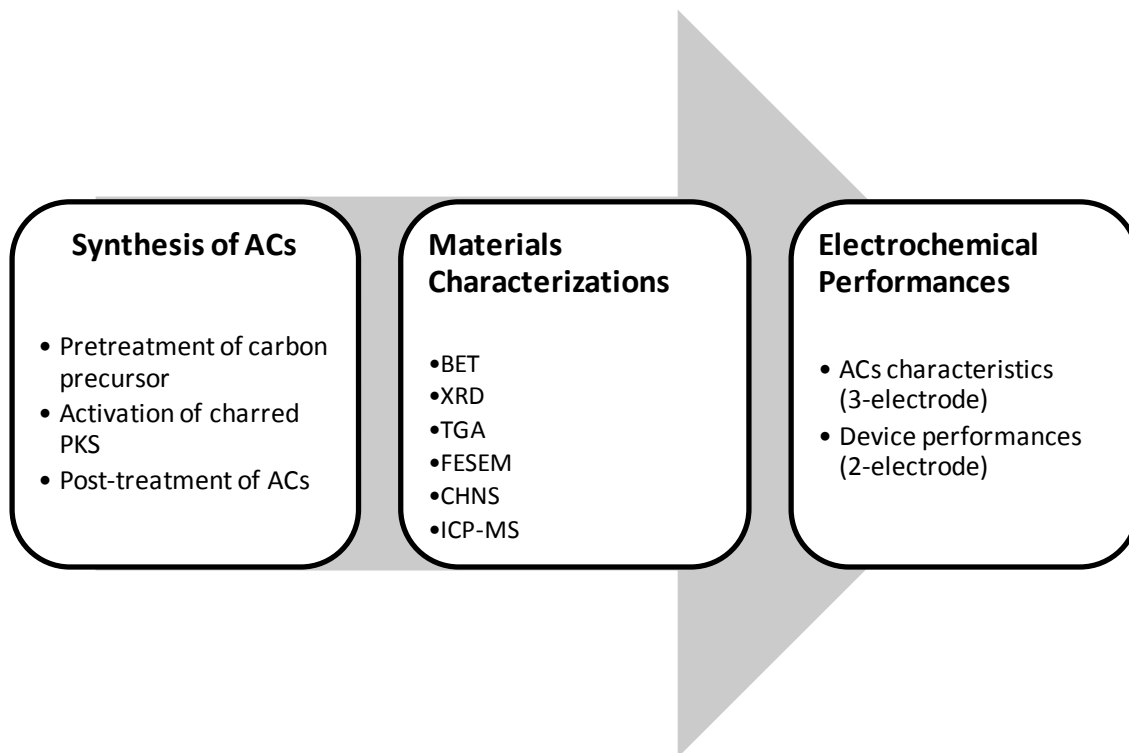 Synthesis of ACs
• Pretreatment of carbon
precursor
• Activation of charred
PKS
• Post-treatment of ACs
Materials
Characterizations
•BET
•XRD
•TGA
•FESEM
•CHNS
•ICP-MS
Electrochemical
Performances
• ACs characteristics
(3-electrode)
• Device performances
(2-electrode)